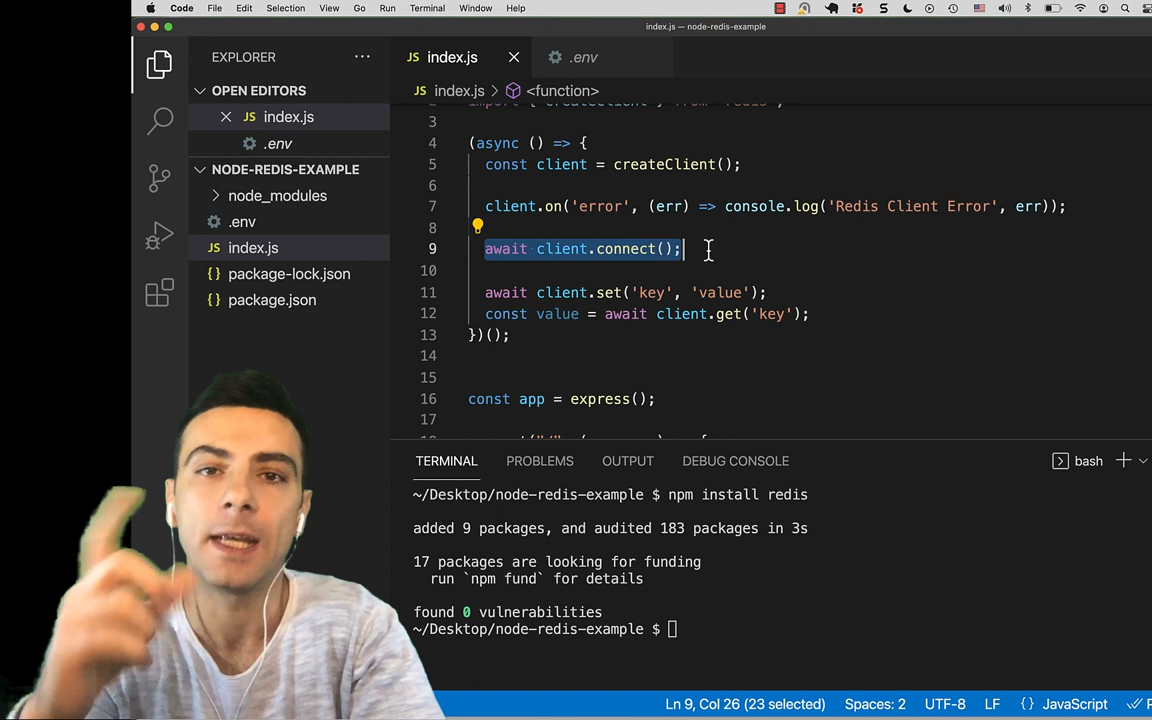 Code File Edit Selection View Go Run Terminal Window Help
index.js — node-redis-example
EXPLORER
OPEN EDITORS
JS index.js
.env
NODE-REDIS-EXAMPLE
node_modules
.env
JS index.js
{} package-lock.json
{} package.json
JS index.js
.env
JS index.js > <function>
2 import { createClient } from 'redis';
3
4 (async () => {
5 const client = createClient();
6
7 client.on('error', (err) => console.log('Redis Client Error', err));
8
9 await client.connect();
10
11 await client.set('key', 'value');
12 const value = await client.get('key');
13 })();
14
15
16 const app = express();
17
TERMINAL PROBLEMS OUTPUT DEBUG CONSOLE
bash
~/Desktop/node-redis-example $ npm install redis
added 9 packages, and audited 183 packages in 3s
17 packages are looking for funding
run `npm fund` for details
found 0 vulnerabilities
~/Desktop/node-redis-example $
Ln 9, Col 26 (23 selected) Spaces: 2 UTF-8 LF {} JavaScript